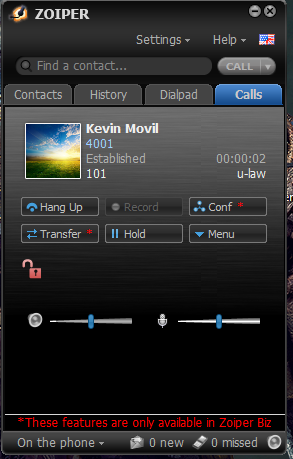 ZOIPER
Settings Help
Find a contact... CALL
Contacts History Dialpad Calls
Kevin Movil
4001
Established 00:00:02
101 u-law
Hang Up Record Conf *
Transfer * Hold Menu
*These features are only available in Zoiper Biz
On the phone 0 new 0 missed